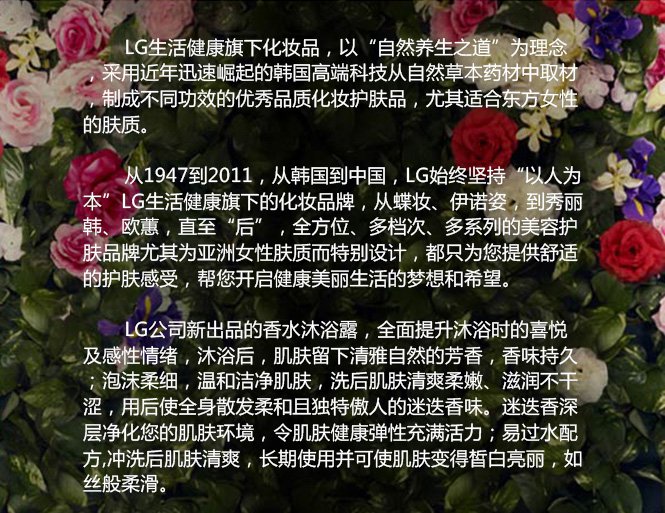 LG生活健康旗下化妆品，以“自然养生之道”为理念
，采用近年迅速崛起的韩国高端科技从自然草本药材中取材
，制成不同功效的优秀品质化妆护肤品，尤其适合东方女性
的肤质。
从1947到2011，从韩国到中国，LG始终坚持“以人为
本”LG生活健康旗下的化妆品牌，从蝶妆、伊诺姿，到秀丽
韩、欧蕙，直至“后”，全方位、多档次、多系列的美容护
肤品牌尤其为亚洲女性肤质而特别设计，都只为您提供舒适
的护肤感受，帮您开启健康美丽生活的梦想和希望。
LG公司新出品的香水沐浴露，全面提升沐浴时的喜悦
及感性情绪，沐浴后，肌肤留下清雅自然的芳香，香味持久
；泡沫柔细，温和洁净肌肤，洗后肌肤清爽柔嫩、滋润不干
涩，用后使全身散发柔和且独特傲人的迷迭香味。迷迭香深
层净化您的肌肤环境，令肌肤健康弹性充满活力；易过水配
方,冲洗后肌肤清爽，长期使用并可使肌肤变得皙白亮丽，如
丝般柔滑。